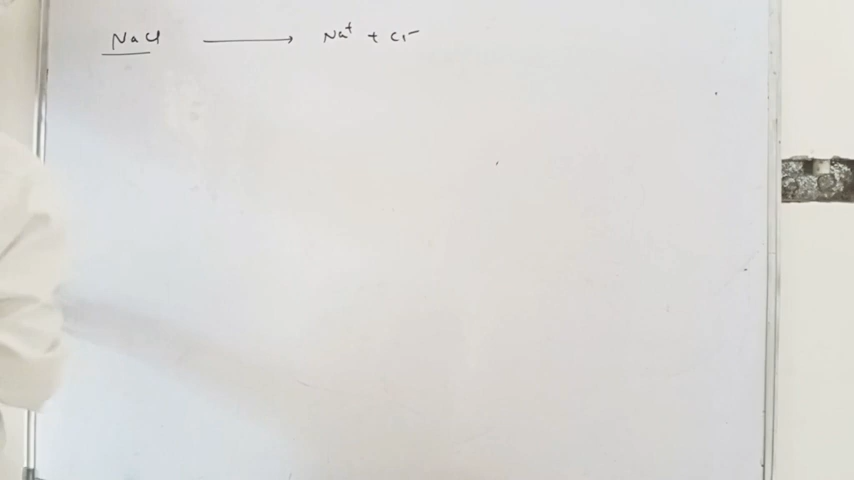 NaCl ⟶ Na⁺ + Cl⁻